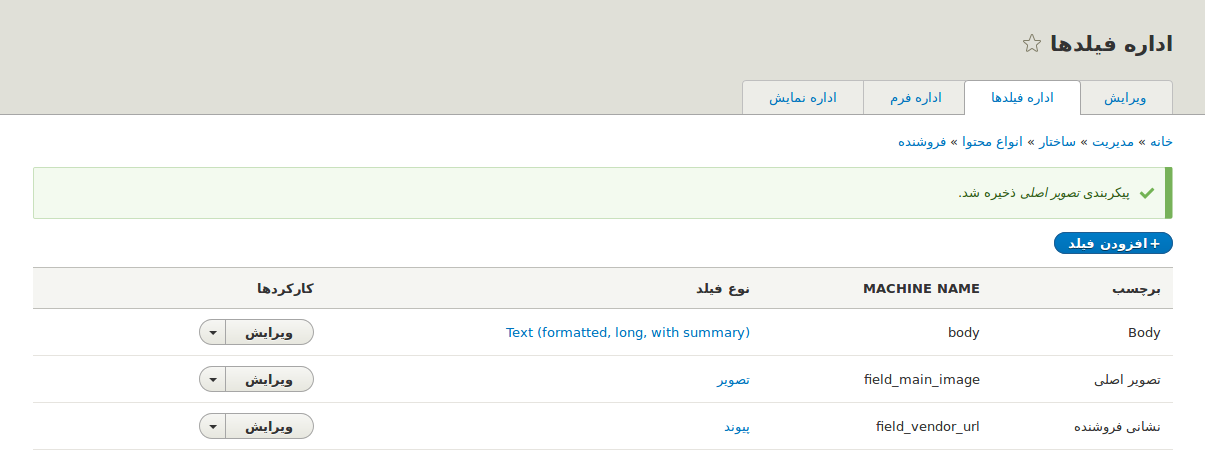 اداره فیلدها
ویرایش اداره فیلدها اداره فرم اداره نمایش
خانه » مدیریت » ساختار » انواع محتوا » فروشنده
پیکربندی تصویر اصلی ذخیره شد.
+افزودن فیلد
برچسب MACHINE NAME نوع فیلد کارکردها
Body body Text (formatted, long, with summary) ویرایش
تصویر اصلی field_main_image تصویر ویرایش
نشانی فروشنده field_vendor_url پیوند ویرایش